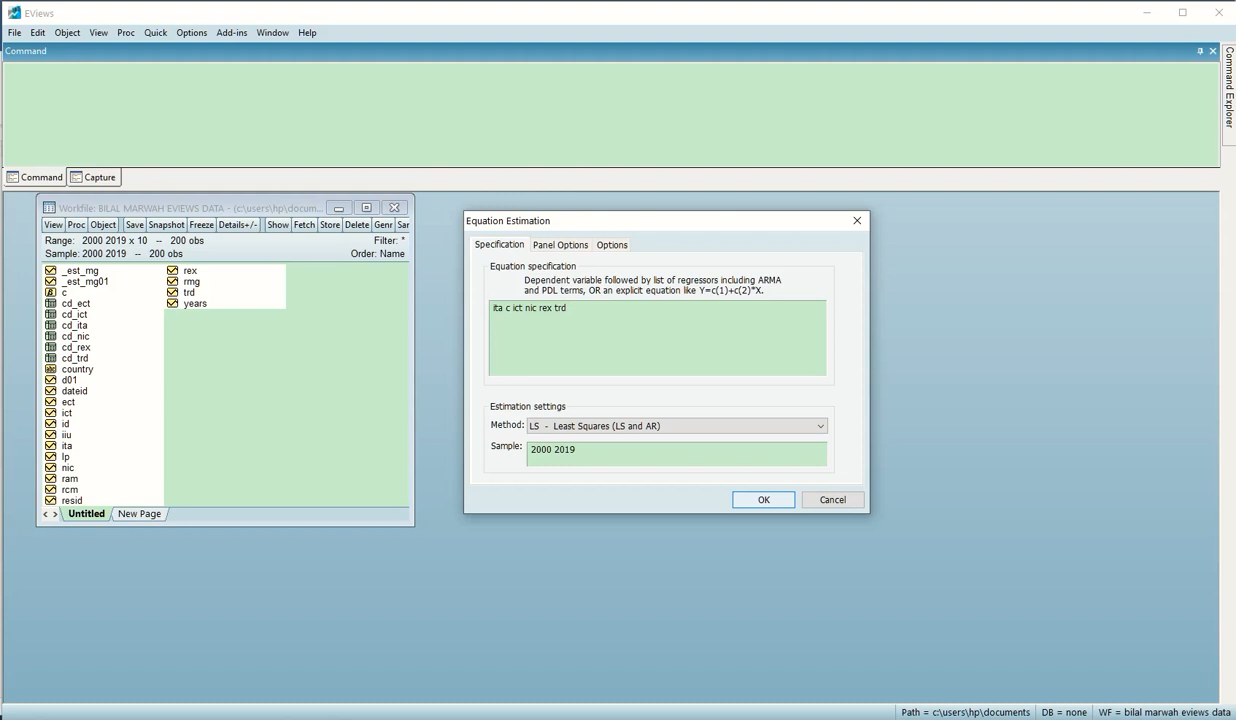 EViews
File Edit Object View Proc Quick Options Add-ins Window Help
Command
Command Explorer
Command Capture
Workfile: BILAL MARWAH EVIEWS DATA - (c:\users\hp\docum...
View Proc Object Save Snapshot Freeze Details+/- Show Fetch Store Delete Genr Sar
Range: 2000 2019 x 10 -- 200 obs Filter: *
Sample: 2000 2019 -- 200 obs Order: Name
_est_mg
_est_mg01
c
cd_ect
cd_ict
cd_ita
cd_nic
cd_rex
cd_trd
country
d01
dateid
ect
ict
id
iiu
ita
lp
nic
ram
rcm
resid
rex
rmg
trd
years
Untitled New Page
Equation Estimation
Specification Panel Options Options
Equation specification
Dependent variable followed by list of regressors including ARMA
and PDL terms, OR an explicit equation like Y=c(1)+c(2)*X.
ita c ict nic rex trd
Estimation settings
Method: LS - Least Squares (LS and AR)
Sample: 2000 2019
OK Cancel
Path = c:\users\hp\documents DB = none WF = bilal marwah eviews data